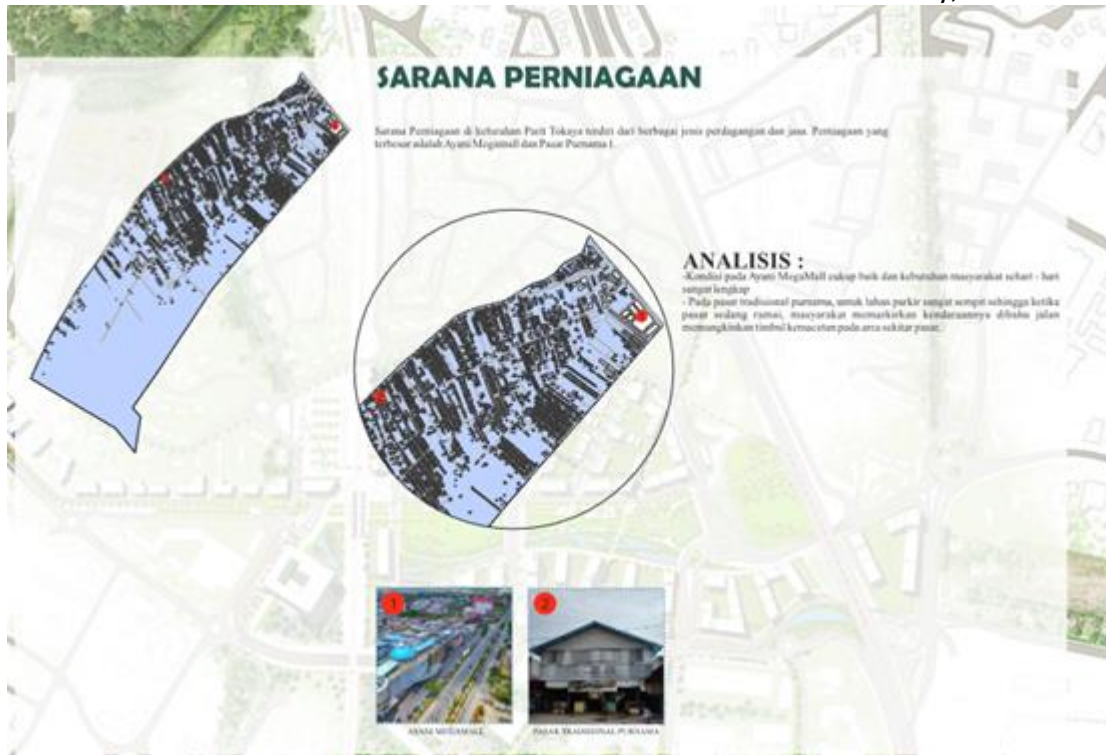 SARANA PERNIAGAAN
Sarana Perniagaan di kelurahan Parit Tokaya terdiri dari berbagai jenis perdagangan dan jasa. Perniagaan yang
terbesar adalah Ayani Megamall dan Pasar Purnama 1.
ANALISIS :
-Kondisi pada Ayani MegaMall cukup baik dan kebutuhan masyarakat sehari - hari
sangat lengkap
- Pada pasar tradisional purnama, untuk lahan parkir sangat sempit sehingga ketika
pasar sedang ramai, masyarakat memarkirkan kendaraannya dibahu jalan
memungkinkan timbul kemacetan pada area sekitar pasar.
1
2
AYANI MEGAMALL
PASAR TRADISIONAL PURNAMA